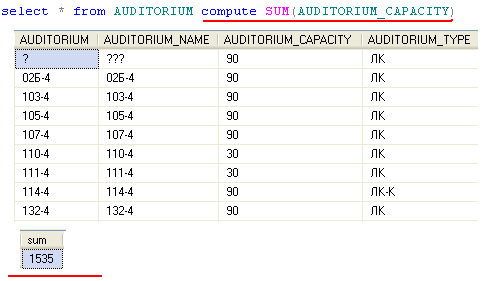 select * from AUDITORIUM compute SUM(AUDITORIUM_CAPACITY)
AUDITORIUM AUDITORIUM_NAME AUDITORIUM_CAPACITY AUDITORIUM_TYPE
? ??? 90 ЛК
02Б-4 02Б-4 90 ЛК
103-4 103-4 90 ЛК
105-4 105-4 90 ЛК
107-4 107-4 90 ЛК
110-4 110-4 30 ЛК
111-4 111-4 30 ЛК
114-4 114-4 90 ЛК-К
132-4 132-4 90 ЛК
sum
1535